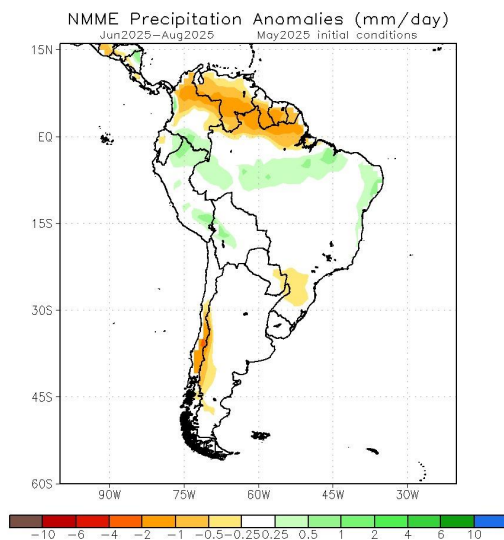 NMME Precipitation Anomalies (mm/day)
Jun2025-Aug2025 May2025 initial conditions
15N
EQ
15S
30S
45S
60S
90W 75W 60W 45W 30W
-10 -6 -4 -2 -1 -0.5 -0.25 0.25 0.5 1 2 4 6 10